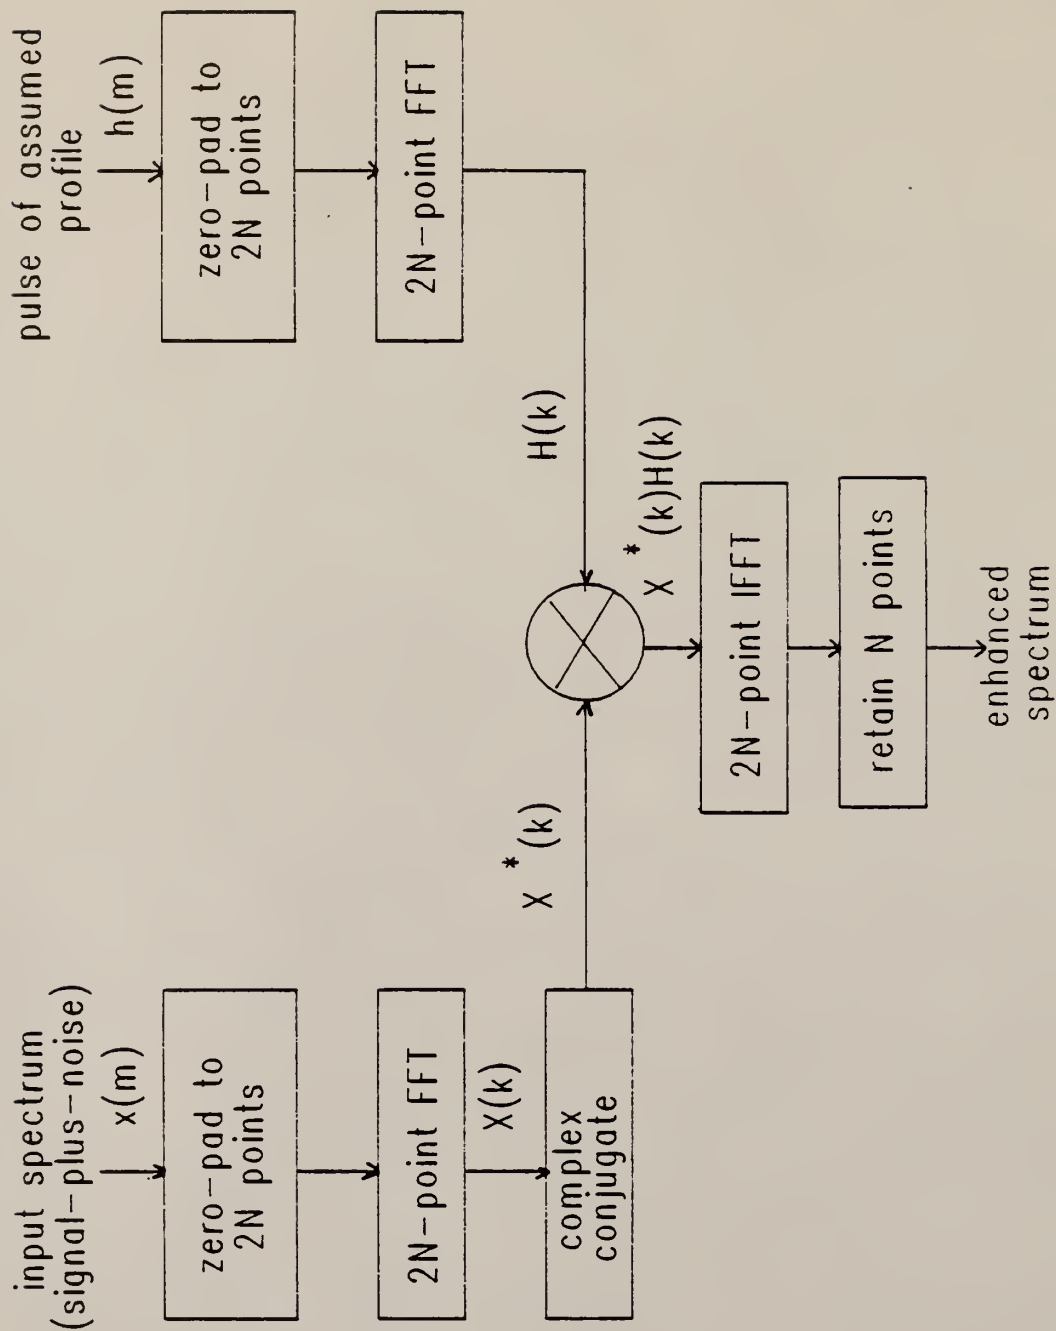 input spectrum
(signal-plus-noise)
x(m)
zero-pad to
2N points
2N-point FFT
X(k)
complex
conjugate
X*(k)
pulse of assumed
profile
h(m)
zero-pad to
2N points
2N-point FFT
H(k)
X*(k)H(k)
2N-point IFFT
retain N points
enhanced
spectrum